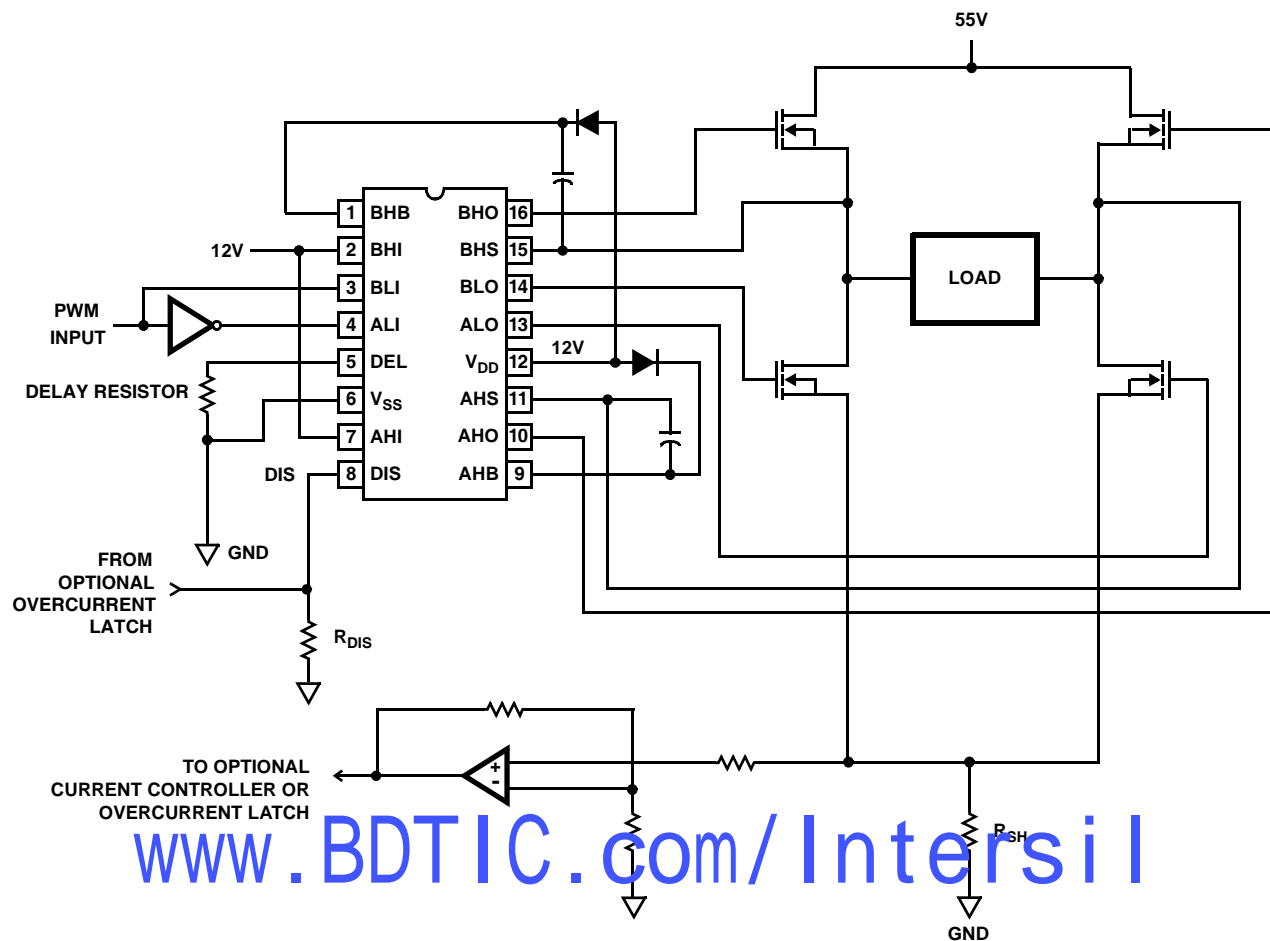 55V
1 BHB BHO 16
12V 2 BHI BHS 15
3 BLI BLO 14
PWM
INPUT
4 ALI ALO 13
5 DEL VDD 12 12V
DELAY RESISTOR
6 VSS AHS 11
7 AHI AHO 10
DIS 8 DIS AHB 9
LOAD
GND
FROM
OPTIONAL
OVERCURRENT
LATCH
RDIS
TO OPTIONAL
CURRENT CONTROLLER OR
OVERCURRENT LATCH
+
-
RSH
www.BDTIC.com/Intersil
GND